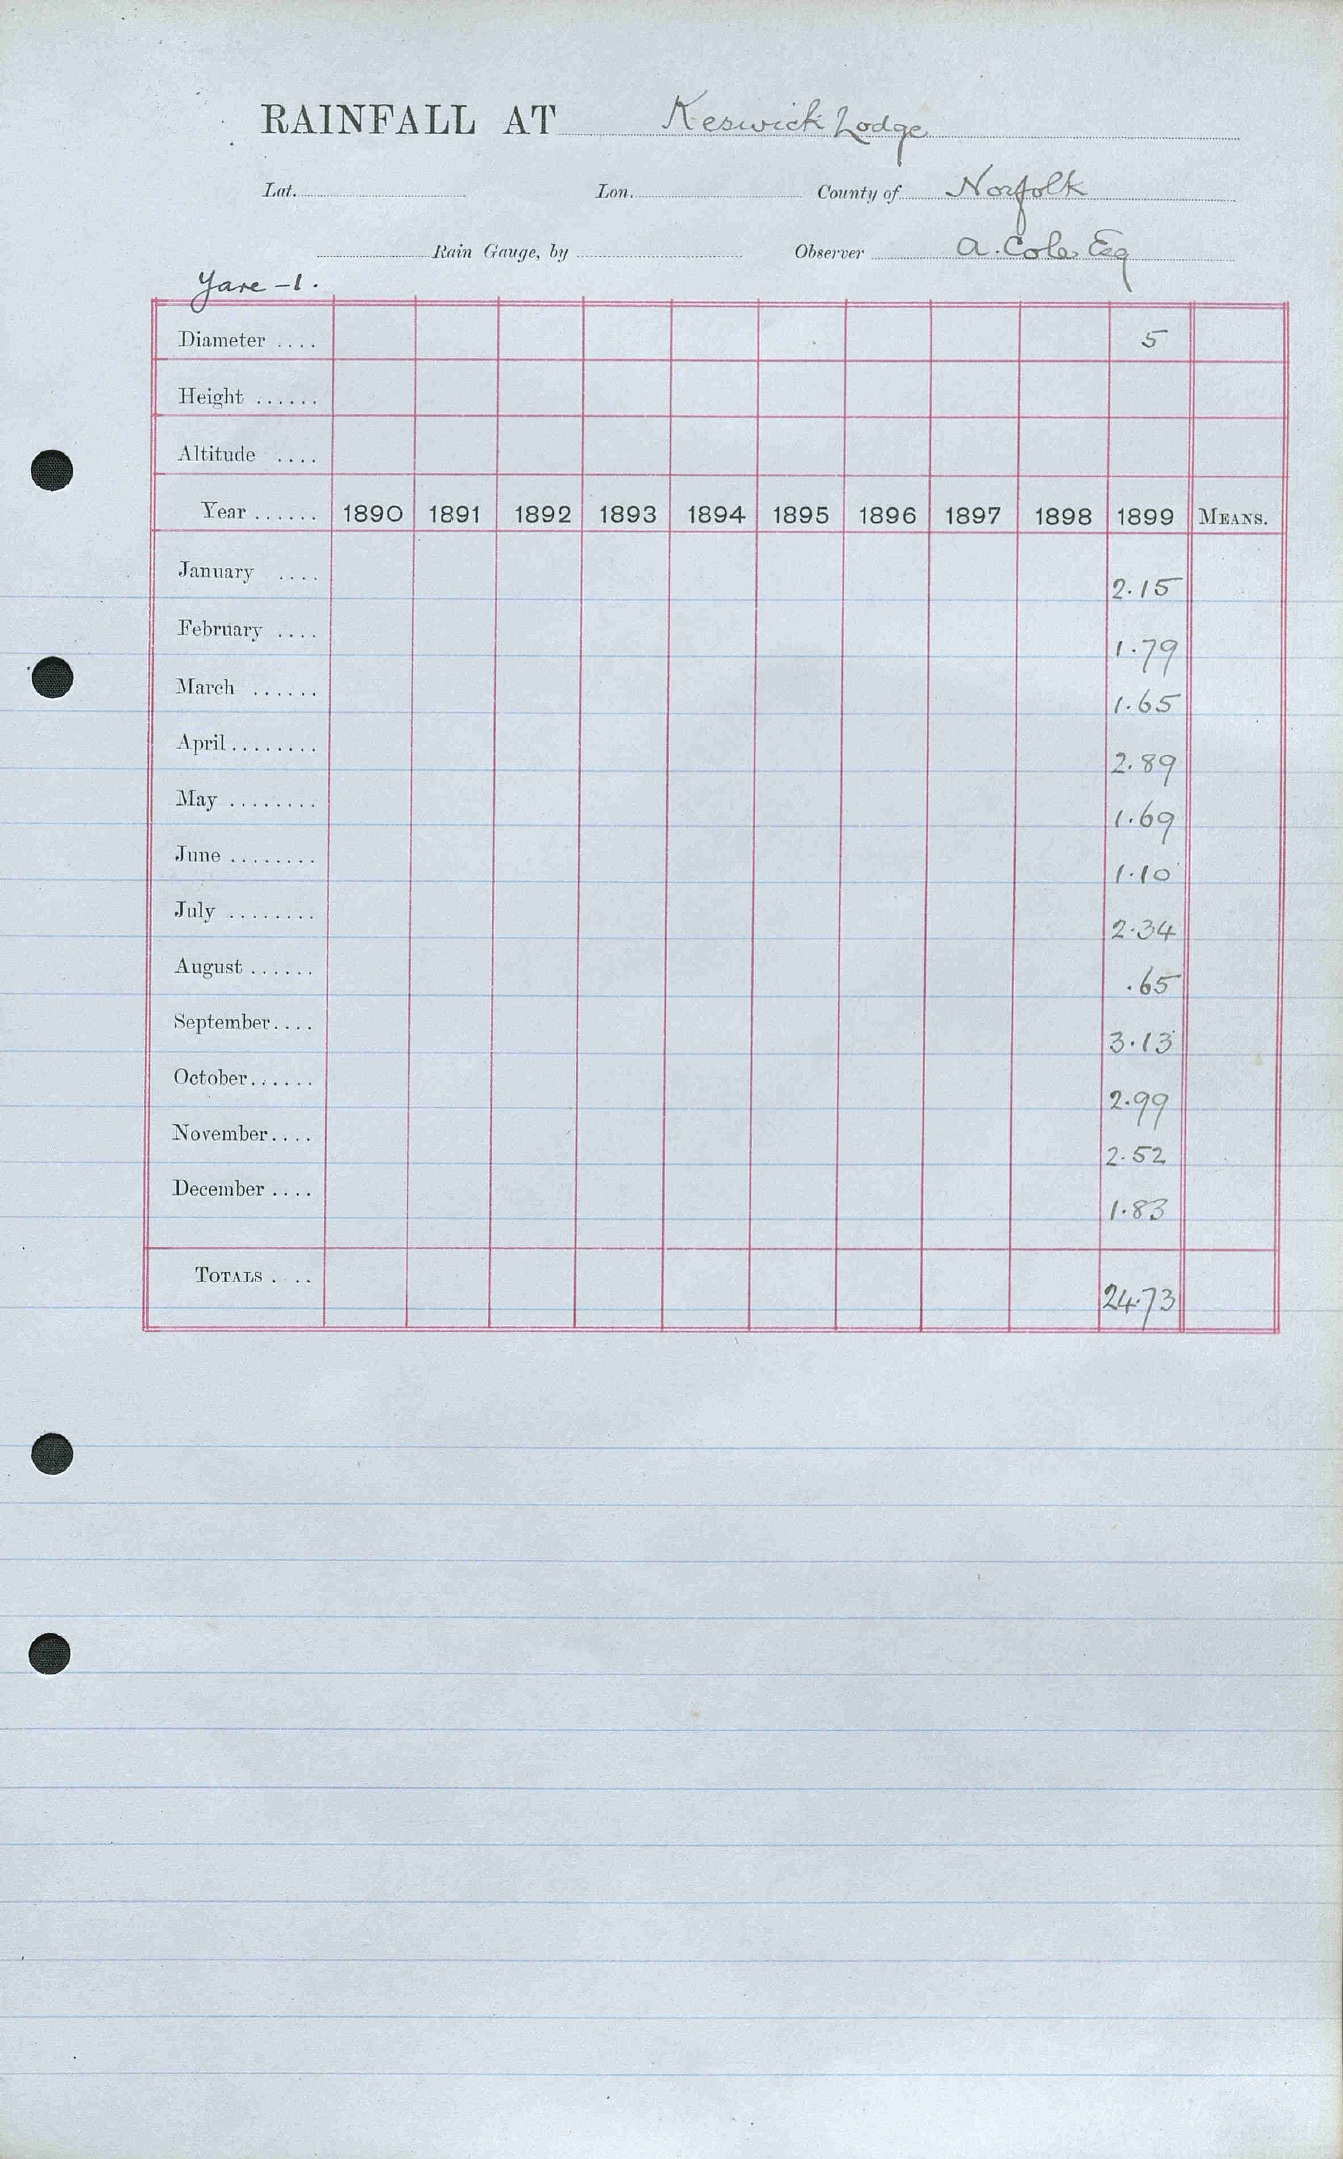 RAINFALL AT Keswick Lodge
Lat. Lon. County of Norfolk
Rain Gauge, by Observer A. Cole Esq
Yare - 1.
Diameter .... 5
Height ......
Altitude ....
Year ...... 1890 1891 1892 1893 1894 1895 1896 1897 1898 1899 MEANS.
January .... 2.15
February .... 1.79
March ...... 1.65
April ........ 2.89
May ........ 1.69
June ........ 1.10
July ........ 2.34
August ...... .65
September .... 3.13
October ...... 2.99
November .... 2.52
December .... 1.83
TOTALS . .. 24.73